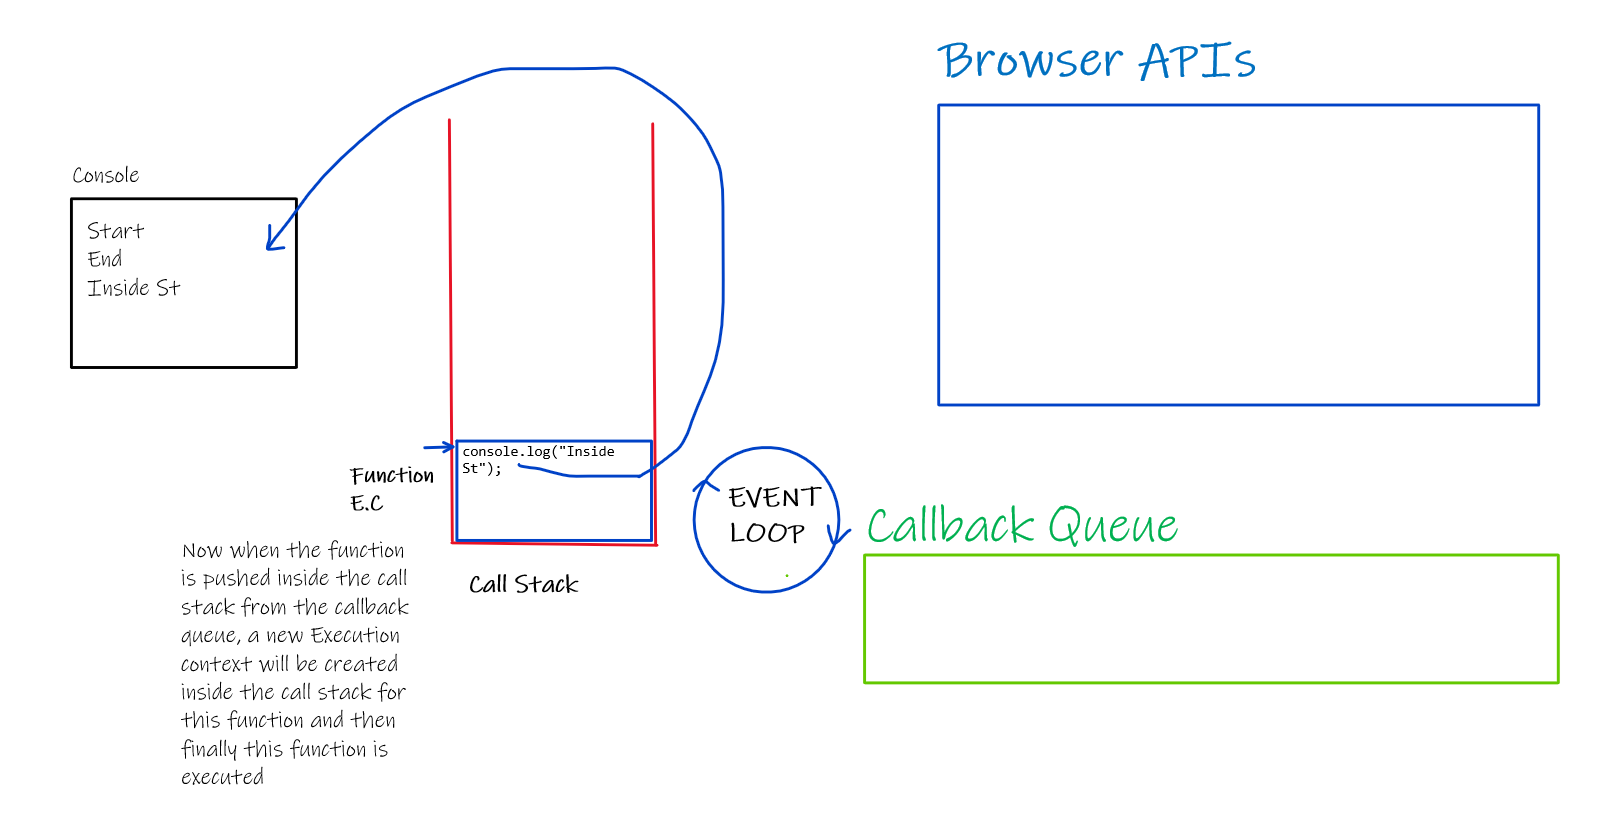 Browser APIs
Console
Start
End
Inside St
console.log("Inside
St");
Function
E.C
EVENT
LOOP
Callback Queue
Call Stack
Now when the function
is pushed inside the call
stack from the callback
queue, a new Execution
context will be created
inside the call stack for
this function and then
finally this function is
executed